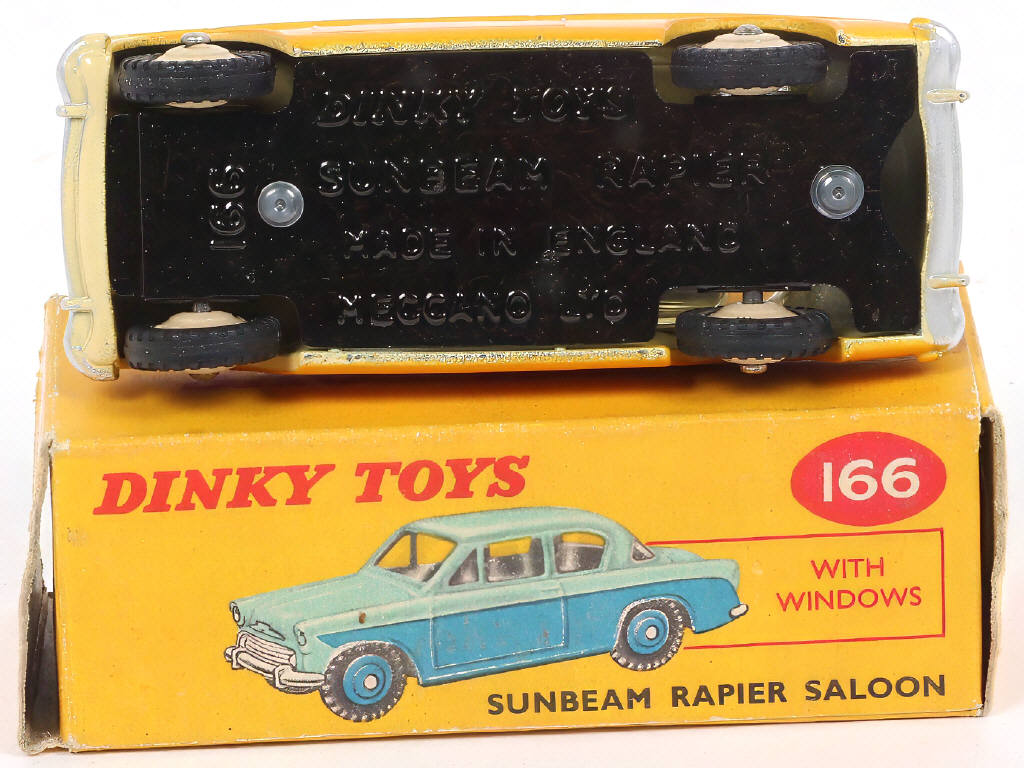 DINKY TOYS
166
SUNBEAM RAPIER
MADE IN ENGLAND
MECCANO LTD
DINKY TOYS
166
WITH
WINDOWS
SUNBEAM RAPIER SALOON